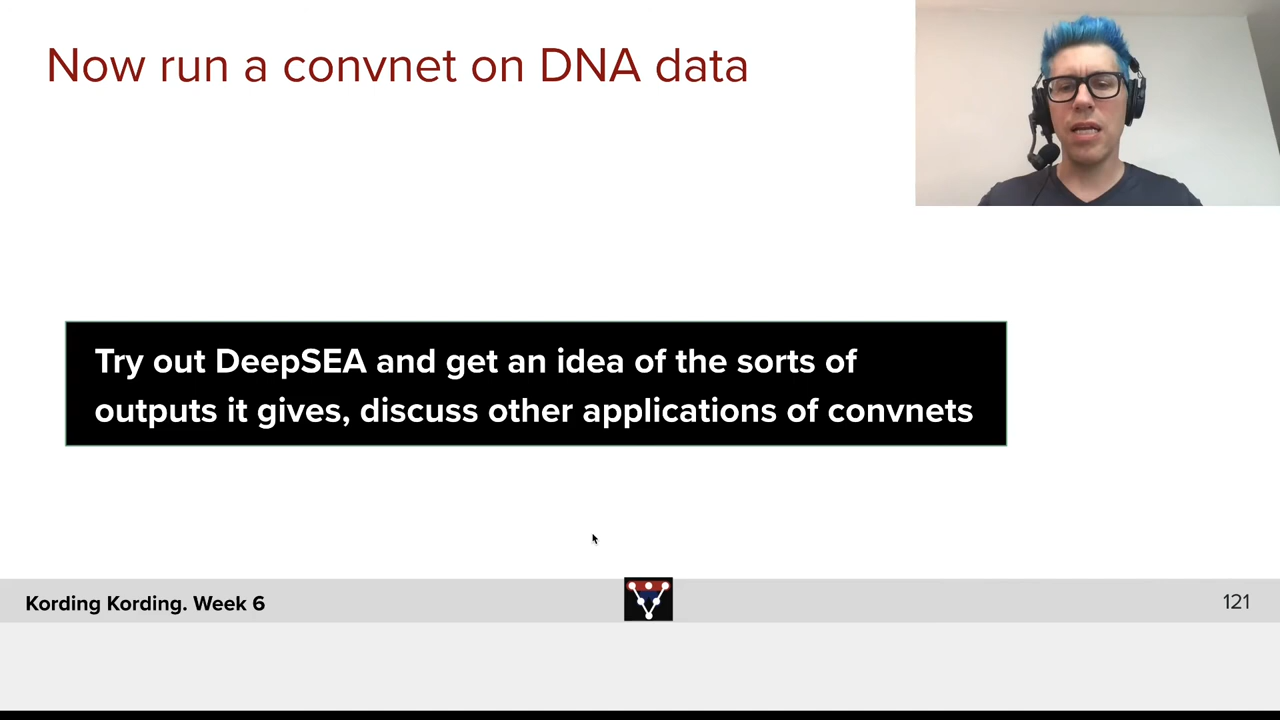 Now run a convnet on DNA data
Try out DeepSEA and get an idea of the sorts of
outputs it gives, discuss other applications of convnets
Kording Kording. Week 6
121